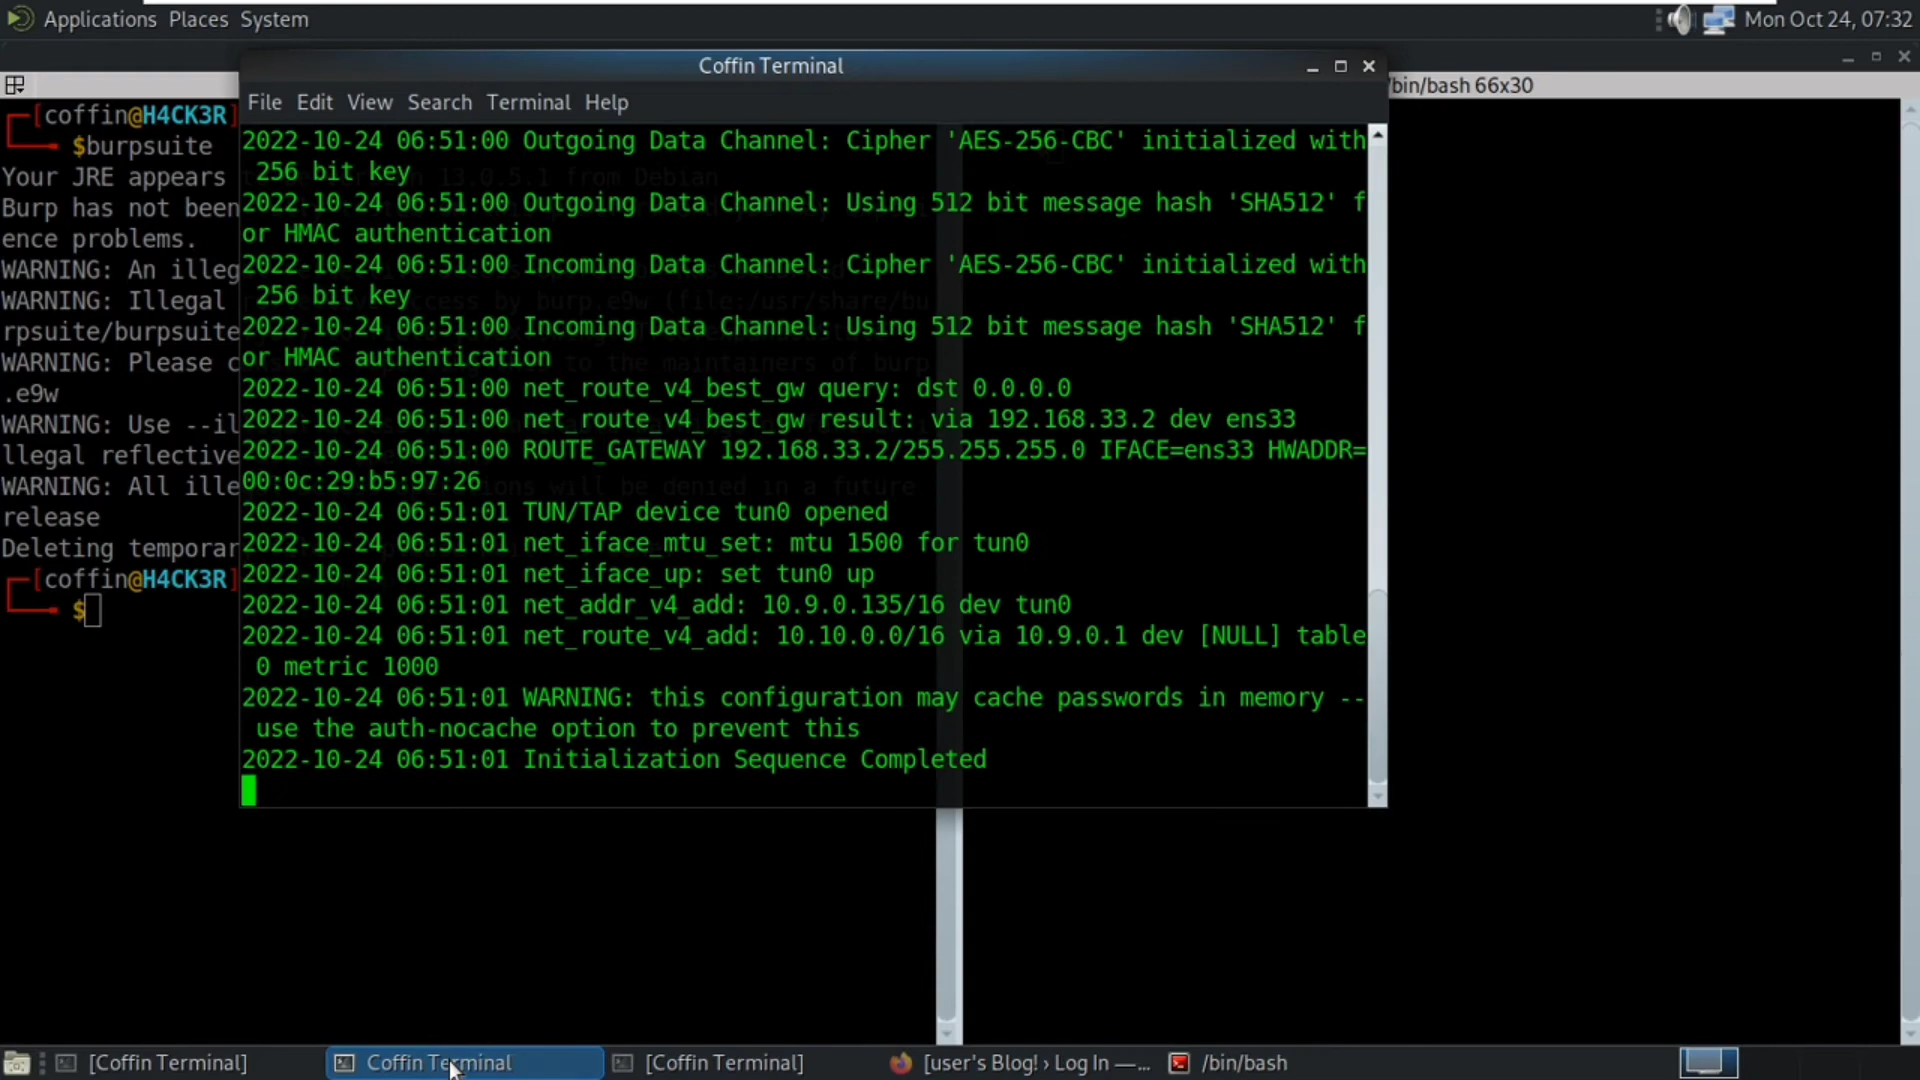 Applications Places System
Mon Oct 24, 07:32
Coffin Terminal
/bin/bash 66x30
File Edit View Search Terminal Help
[coffin@H4CK3R]
$burpsuite
Your JRE appears
Burp has not been
ence problems.
WARNING: An illeg
WARNING: Illegal
rpsuite/burpsuite
WARNING: Please c
.e9w
WARNING: Use --il
llegal reflective
WARNING: All ille
release
Deleting temporar
[coffin@H4CK3R]
$
2022-10-24 06:51:00 Outgoing Data Channel: Cipher 'AES-256-CBC' initialized with
256 bit key
2022-10-24 06:51:00 Outgoing Data Channel: Using 512 bit message hash 'SHA512' f
or HMAC authentication
2022-10-24 06:51:00 Incoming Data Channel: Cipher 'AES-256-CBC' initialized with
256 bit key
2022-10-24 06:51:00 Incoming Data Channel: Using 512 bit message hash 'SHA512' f
or HMAC authentication
2022-10-24 06:51:00 net_route_v4_best_gw query: dst 0.0.0.0
2022-10-24 06:51:00 net_route_v4_best_gw result: via 192.168.33.2 dev ens33
2022-10-24 06:51:00 ROUTE_GATEWAY 192.168.33.2/255.255.255.0 IFACE=ens33 HWADDR=
00:0c:29:b5:97:26
2022-10-24 06:51:01 TUN/TAP device tun0 opened
2022-10-24 06:51:01 net_iface_mtu_set: mtu 1500 for tun0
2022-10-24 06:51:01 net_iface_up: set tun0 up
2022-10-24 06:51:01 net_addr_v4_add: 10.9.0.135/16 dev tun0
2022-10-24 06:51:01 net_route_v4_add: 10.10.0.0/16 via 10.9.0.1 dev [NULL] table
0 metric 1000
2022-10-24 06:51:01 WARNING: this configuration may cache passwords in memory --
use the auth-nocache option to prevent this
2022-10-24 06:51:01 Initialization Sequence Completed
[Coffin Terminal]
Coffin Terminal
[Coffin Terminal]
[user's Blog! › Log In —...
/bin/bash